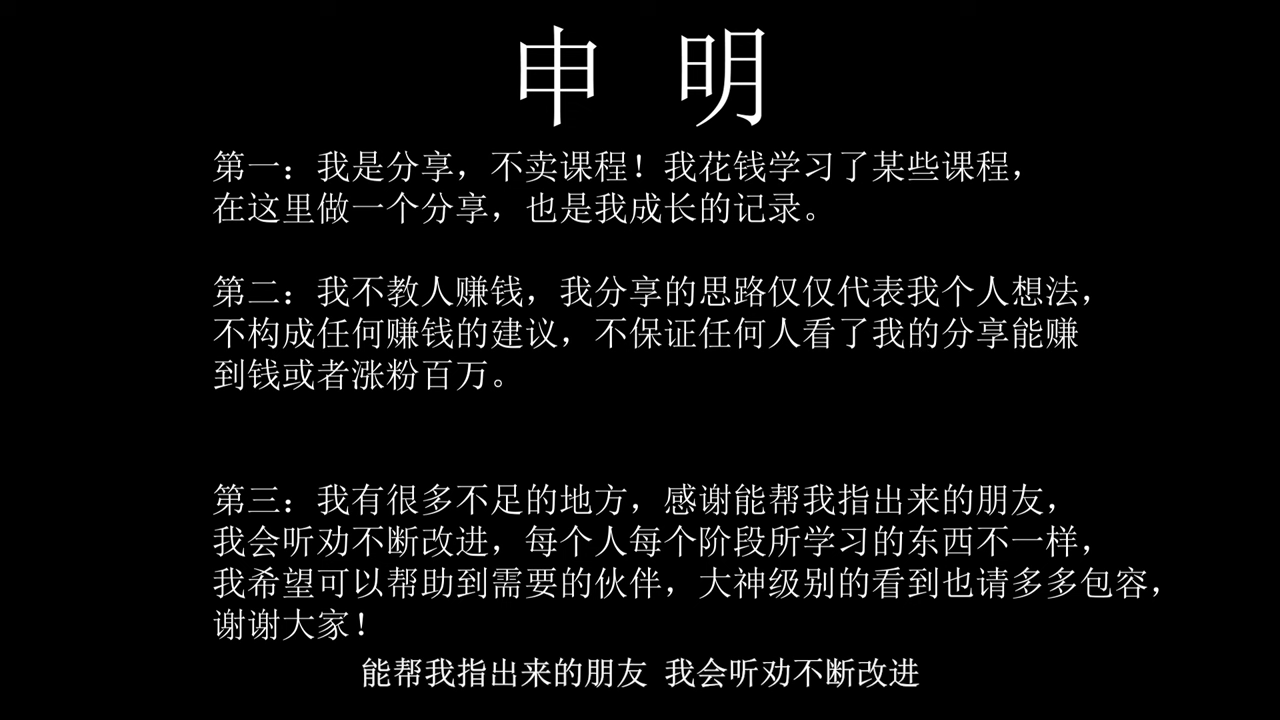 申 明
第一：我是分享，不卖课程！我花钱学习了某些课程，
在这里做一个分享，也是我成长的记录。
第二：我不教人赚钱，我分享的思路仅仅代表我个人想法，
不构成任何赚钱的建议，不保证任何人看了我的分享能赚
到钱或者涨粉百万。
第三：我有很多不足的地方，感谢能帮我指出来的朋友，
我会听劝不断改进，每个人每个阶段所学习的东西不一样，
我希望可以帮助到需要的伙伴，大神级别的看到也请多多包容，
谢谢大家！
能帮我指出来的朋友 我会听劝不断改进